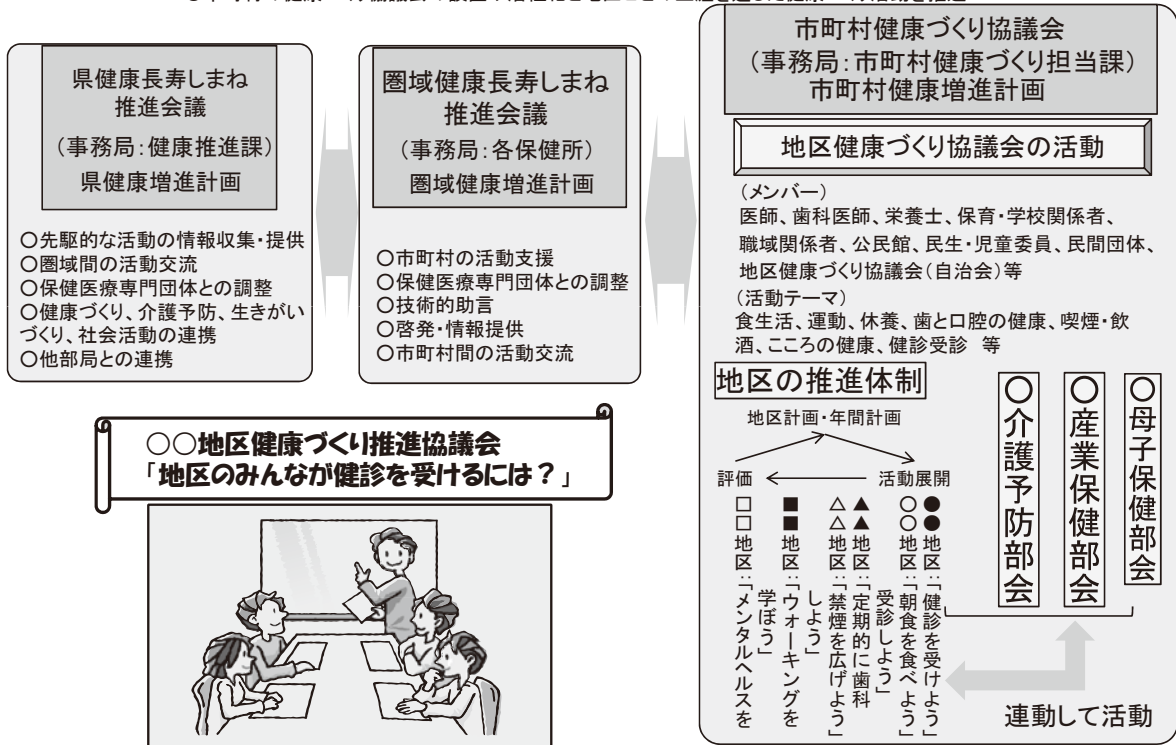 県健康長寿しまね
推進会議
（事務局：健康推進課）
県健康増進計画
○先駆的な活動の情報収集・提供
○圏域間の活動交流
○保健医療専門団体との調整
○健康づくり、介護予防、生きがい
づくり、社会活動の連携
○他部局との連携
圏域健康長寿しまね
推進会議
（事務局：各保健所）
圏域健康増進計画
○市町村の活動支援
○保健医療専門団体との調整
○技術的助言
○啓発・情報提供
○市町村間の活動交流
市町村健康づくり協議会
（事務局：市町村健康づくり担当課）
市町村健康増進計画
地区健康づくり協議会の活動
（メンバー）
医師、歯科医師、栄養士、保育・学校関係者、
職域関係者、公民館、民生・児童委員、民間団体、
地区健康づくり協議会（自治会）等
（活動テーマ）
食生活、運動、休養、歯と口腔の健康、喫煙・飲
酒、こころの健康、健診受診　等
地区の推進体制
地区計画・年間計画
評価
活動展開
●●地区：「健診を受けよう」
○○地区：「朝食を食べよう」
▲▲地区：「定期的に歯科
受診しよう」
△△地区：「禁煙を広げよう」
■■地区：「ウォーキングを
しよう」
□□地区：「メンタルヘルスを
学ぼう」
○母子保健部会
○産業保健部会
○介護予防部会
連動して活動
○○地区健康づくり推進協議会
「地区のみんなが健診を受けるには？」